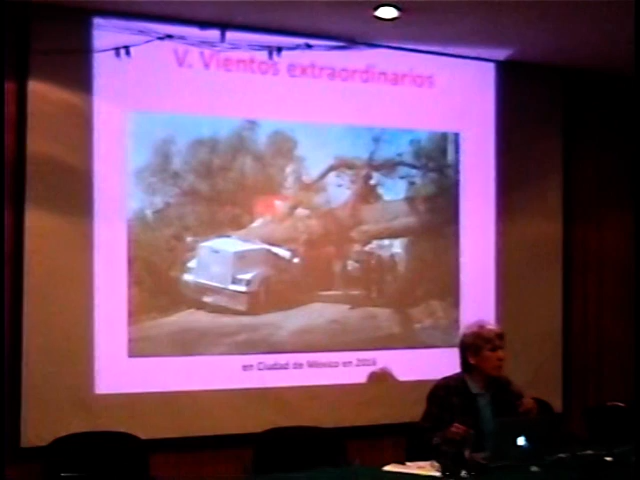 V. Vientos extraordinarios
en Ciudad de México en 2016